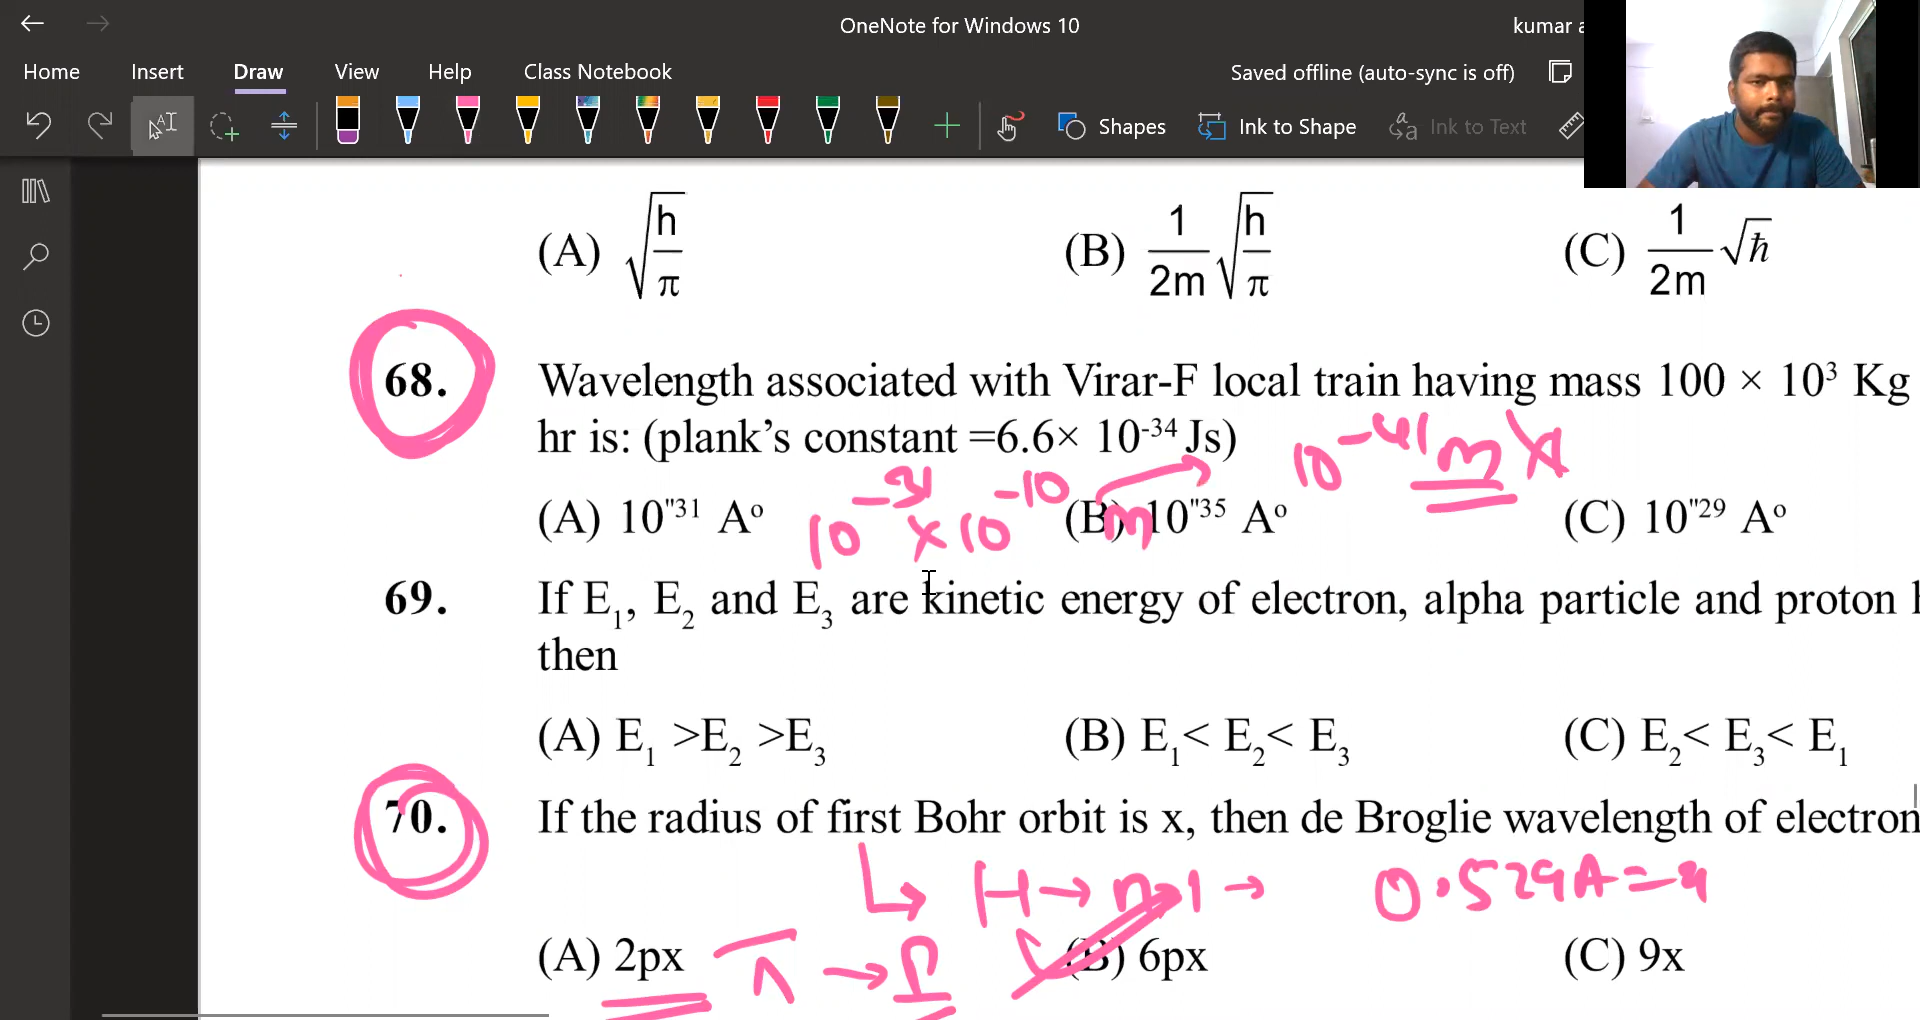 OneNote for Windows 10
kumar a
Home Insert Draw View Help Class Notebook
Saved offline (auto-sync is off)
Shapes Ink to Shape Ink to Text
(A) √(h/π) (B) 1/2m √(h/π) (C) 1/2m √ħ
68. Wavelength associated with Virar-F local train having mass 100 × 10³ Kg
hr is: (plank's constant =6.6× 10⁻³⁴ Js) 10⁻⁴¹ m
(A) 10"³¹ Aº 10⁻³¹ × 10⁻¹⁰ m (B) 10"³⁵ Aº (C) 10"²⁹ Aº
69. If E₁, E₂ and E₃ are kinetic energy of electron, alpha particle and proton
then
(A) E₁ >E₂ >E₃ (B) E₁< E₂< E₃ (C) E₂< E₃< E₁
70. If the radius of first Bohr orbit is x, then de Broglie wavelength of electron
H → n=1 → 0.529A =
(A) 2px π → P (B) 6px (C) 9x